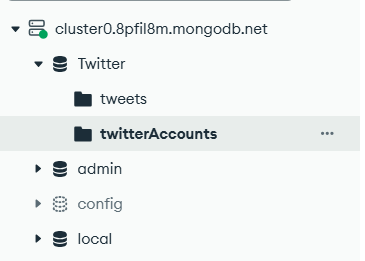 cluster0.8pfil8m.mongodb.net
Twitter
tweets
twitterAccounts
admin
config
local